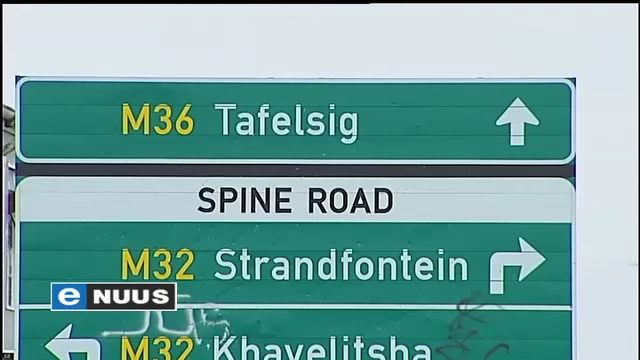 M36 Tafelsig
SPINE ROAD
M32 Strandfontein
e NUUS
M32 Khayelitsha